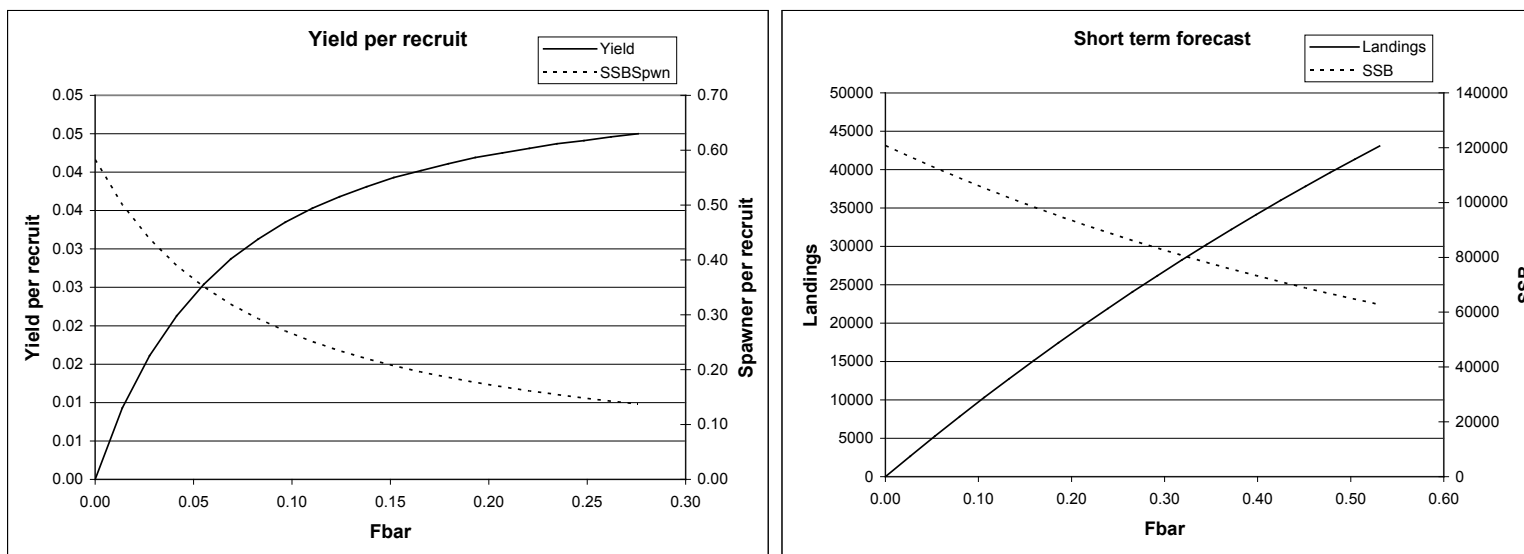 Yield per recruit
Yield
SSBSpwn
0.05
0.05
0.04
0.04
0.03
0.03
0.02
0.02
0.01
0.01
0.00
Yield per recruit
0.70
0.60
0.50
0.40
0.30
0.20
0.10
0.00
Spawner per recruit
0.00 0.05 0.10 0.15 0.20 0.25 0.30
Fbar
Short term forecast
Landings
SSB
50000
45000
40000
35000
30000
25000
20000
15000
10000
5000
0
Landings
140000
120000
100000
80000
60000
40000
20000
0
SSB
0.00 0.10 0.20 0.30 0.40 0.50 0.60
Fbar